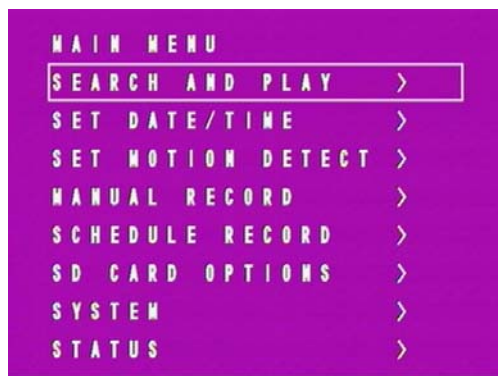 MAIN MENU
SEARCH AND PLAY >
SET DATE/TIME >
SET MOTION DETECT >
MANUAL RECORD >
SCHEDULE RECORD >
SD CARD OPTIONS >
SYSTEM >
STATUS >